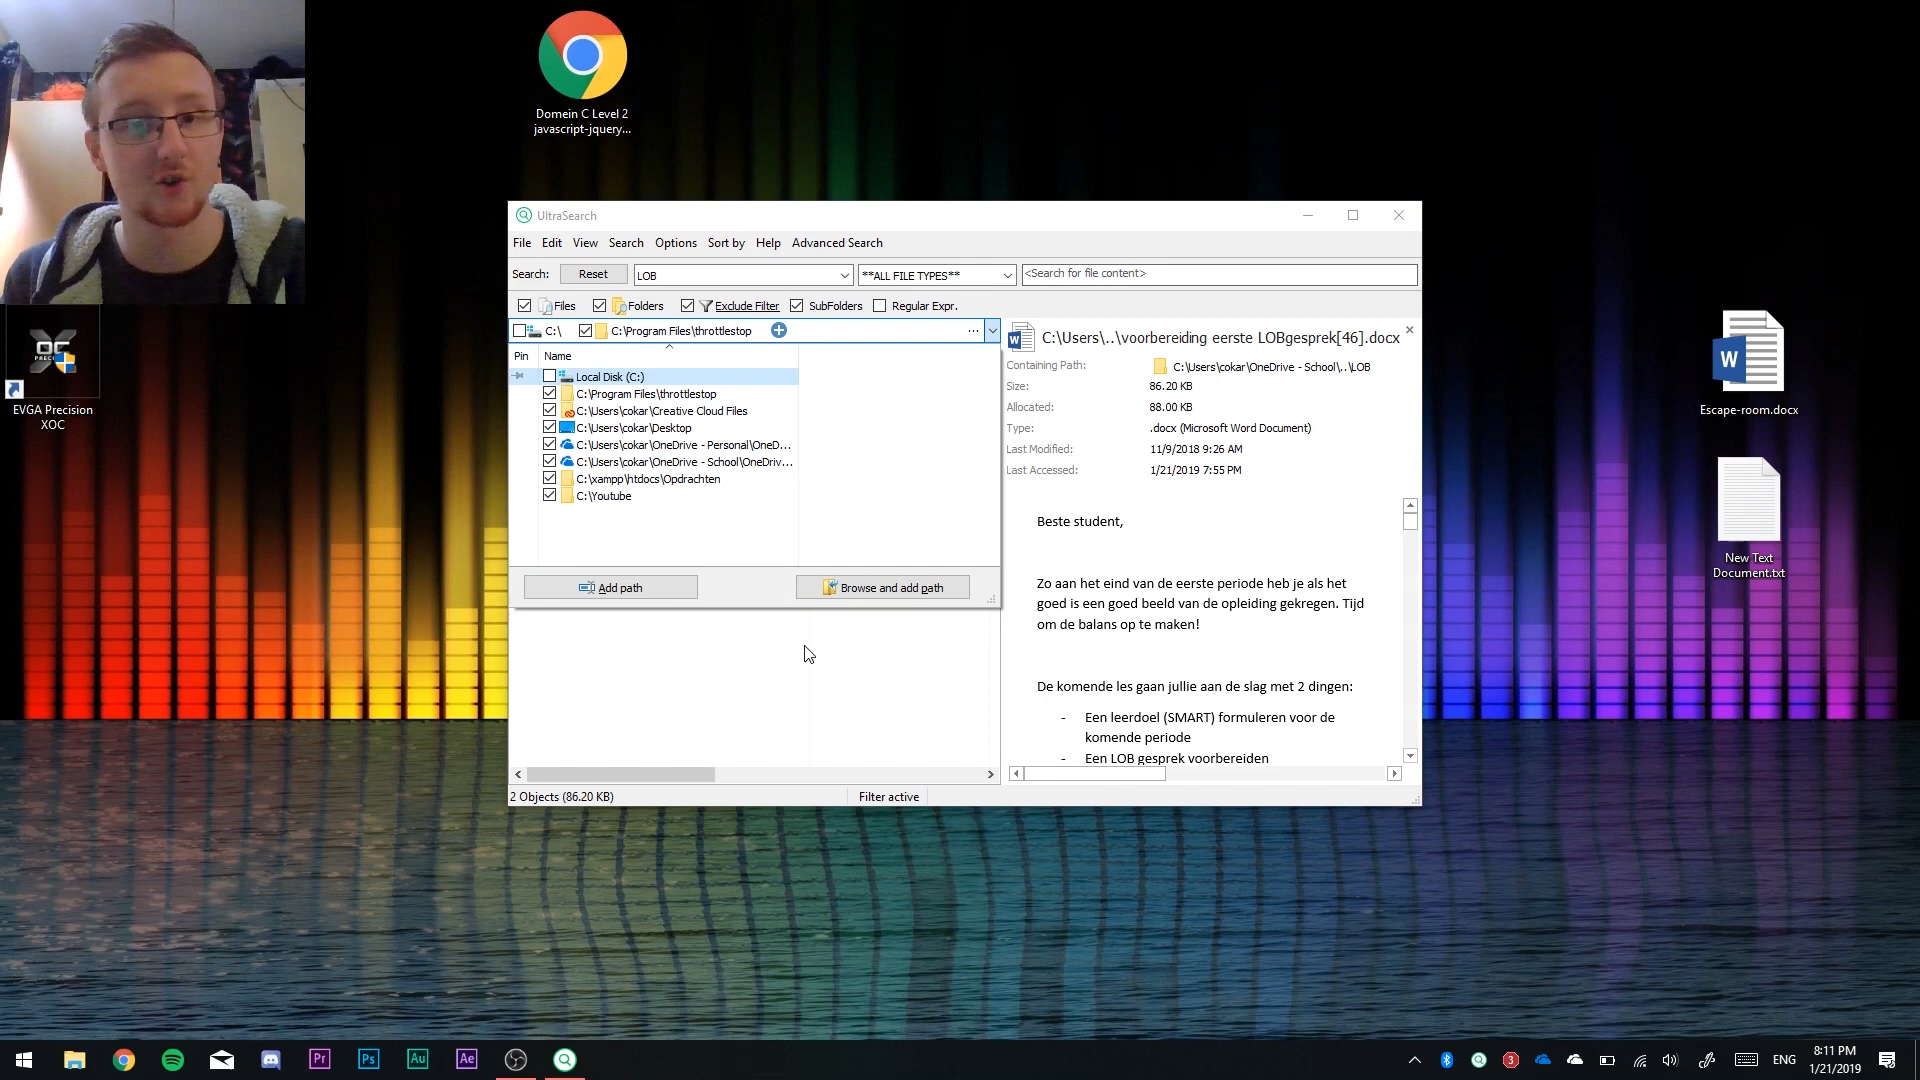 Domein C Level 2
javascript-jquery...
EVGA Precision
XOC
Escape-room.docx
New Text
Document.txt
UltraSearch
File Edit View Search Options Sort by Help Advanced Search
Search: Reset LOB **ALL FILE TYPES** <Search for file content>
Files Folders Exclude Filter SubFolders Regular Expr.
C:\ C:\Program Files\throttlestop ...
Pin Name
Local Disk (C:)
C:\Program Files\throttlestop
C:\Users\cokar\Creative Cloud Files
C:\Users\cokar\Desktop
C:\Users\cokar\OneDrive - Personal\OneD...
C:\Users\cokar\OneDrive - School\OneDriv...
C:\xampp\htdocs\Opdrachten
C:\Youtube
Add path Browse and add path
2 Objects (86.20 KB) Filter active
C:\Users\..\voorbereiding eerste LOBgesprek[46].docx
Containing Path: C:\Users\cokar\OneDrive - School\..\LOB
Size: 86.20 KB
Allocated: 88.00 KB
Type: .docx (Microsoft Word Document)
Last Modified: 11/9/2018 9:26 AM
Last Accessed: 1/21/2019 7:55 PM
Beste student,
Zo aan het eind van de eerste periode heb je als het
goed is een goed beeld van de opleiding gekregen. Tijd
om de balans op te maken!
De komende les gaan jullie aan de slag met 2 dingen:
- Een leerdoel (SMART) formuleren voor de
komende periode
- Een LOB gesprek voorbereiden
Pr Ps Au Ae
3
ENG
8:11 PM
1/21/2019